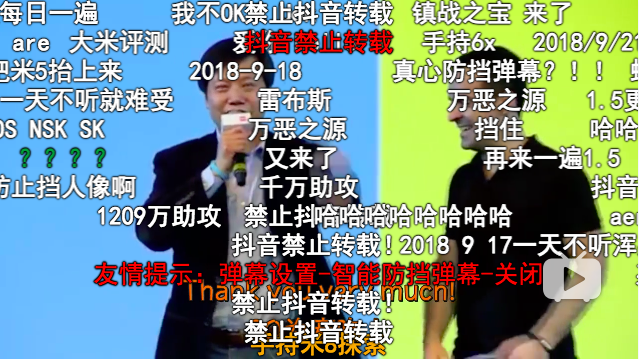 每日一遍 我不OK禁止抖音转载 镇战之宝 来了
are 大米评测 抖音禁止转载 手持6x 2018/9/21
把米5抬上来 2018-9-18 真心防挡弹幕？！！
一天不听就难受 雷布斯 万恶之源 1.5更
OS NSK SK 万恶之源 挡住 哈哈
？？？？ 又来了 再来一遍1.5
防止挡人像啊 千万助攻 抖音
1209万助攻 禁止抖 哈哈哈哈哈哈哈哈 ae
抖音禁止转载！2018 9 17一天不听浑
友情提示：弹幕设置-智能防挡弹幕-关闭
Thank you very much!
禁止抖音转载！
禁止抖音转载
手持米6探索